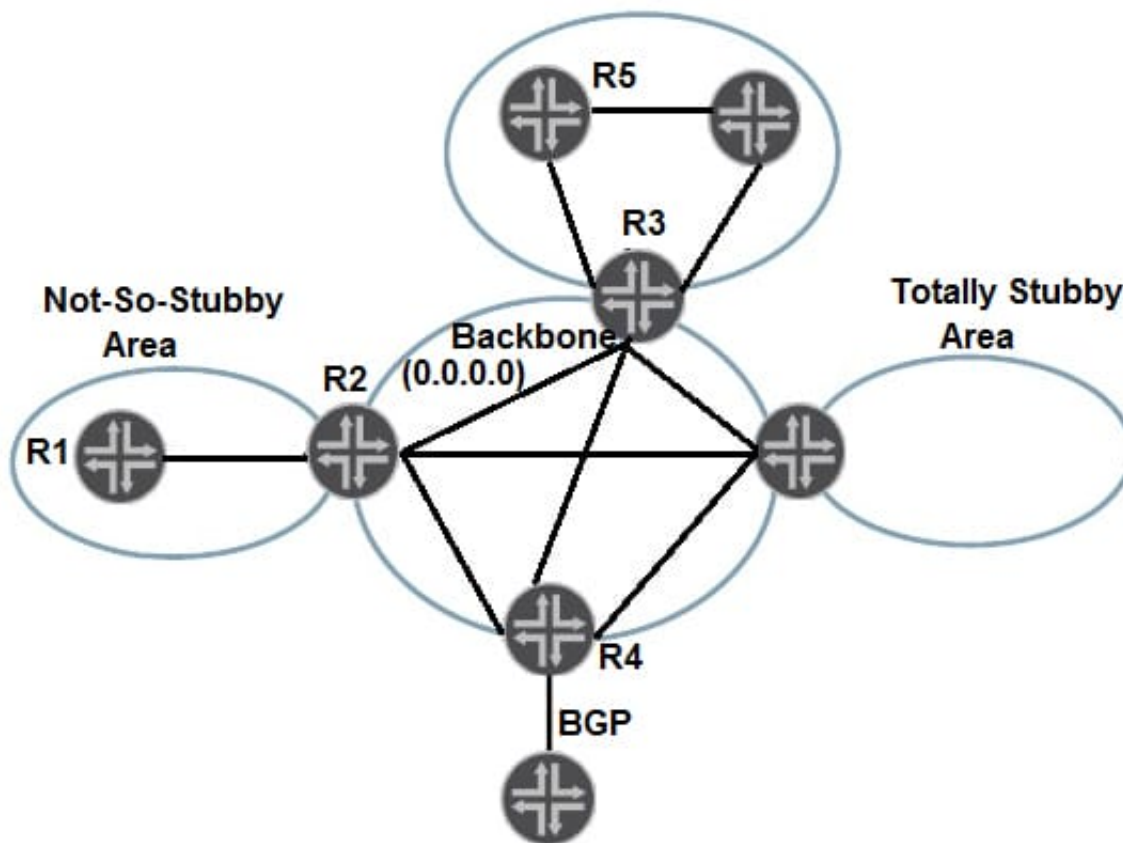 R5
R3
Not-So-Stubby
Area
Totally Stubby
Area
Backbone
(0.0.0.0)
R2
R1
R4
BGP